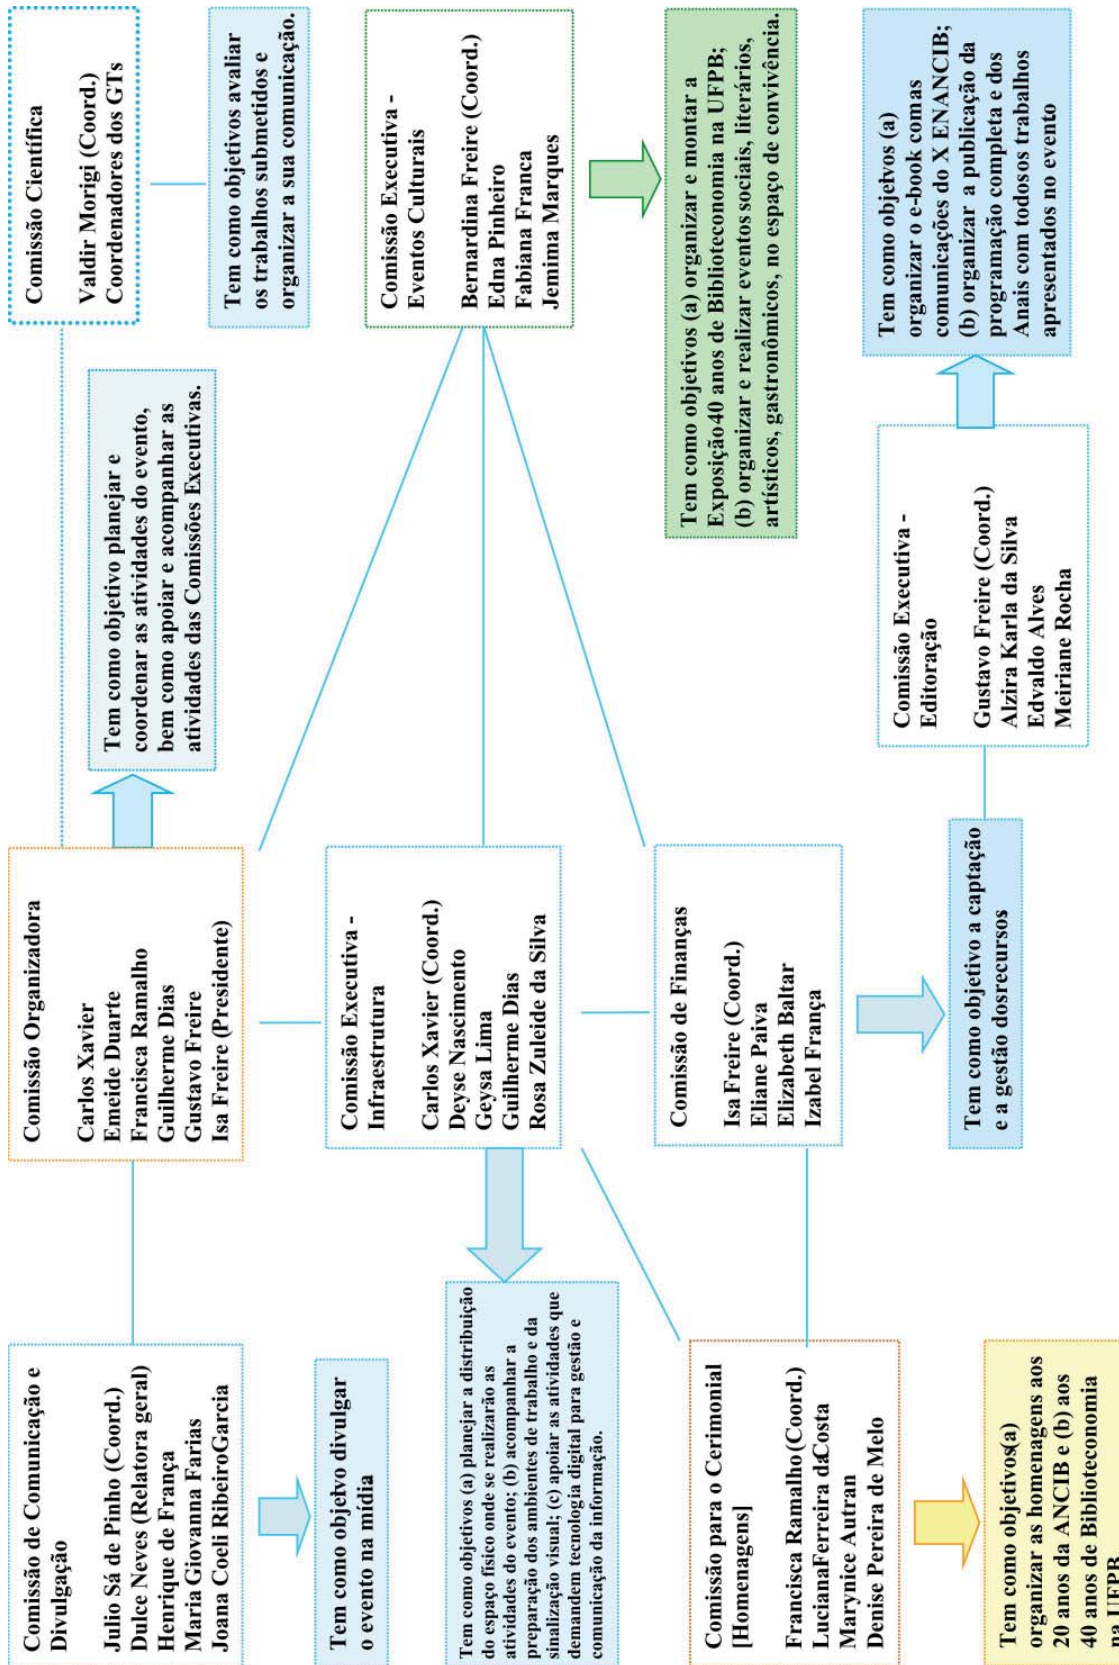 Comissão de Comunicação e
Divulgação
Julio Sá de Pinho (Coord.)
Dulce Neves (Relatora geral)
Henrique de França
Maria Giovanna Farias
Joana Coeli RibeiroGarcia
Tem como objetvo divulgar
o evento na mídia
Comissão Organizadora
Carlos Xavier
Emeide Duarte
Francisca Ramalho
Guilherme Dias
Gustavo Freire
Isa Freire (Presidente)
Tem como objetivo planejar e
coordenar as atividades do evento,
bem como apoiar e acompanhar as
atividades das Comissões Executivas.
Comissão Científica
Valdir Morigi (Coord.)
Coordenadores dos GTs
Tem como objetivos avaliar
os trabalhos submetidos e
organizar a sua comunicação.
Comissão Executiva -
Infraestrutura
Carlos Xavier (Coord.)
Deyse Nascimento
Geysa Lima
Guilherme Dias
Rosa Zuleide da Silva
Tem como objetivos (a) planejar a distribuição
do espaço físico onde se realizarão as
atividades do evento; (b) acompanhar a
preparação dos ambientes de trabalho e da
sinalização visual; (c) apoiar as atividades que
demandem tecnologia digital para gestão e
comunicação da informação.
Comissão Executiva -
Eventos Culturais
Bernardina Freire (Coord.)
Edna Pinheiro
Fabiana Franca
Jemima Marques
Tem como objetivos (a) organizar e montar a
Exposição40 anos de Biblioteconomia na UFPB;
(b) organizar e realizar eventos sociais, literários,
artísticos, gastronômicos, no espaço de convivência.
Comissão de Finanças
Isa Freire (Coord.)
Eliane Paiva
Elizabeth Baltar
Izabel França
Tem como objetivo a captação
e a gestão dosrecursos
Comissão para o Cerimonial
[Homenagens]
Francisca Ramalho(Coord.)
LucianaFerreira daCosta
Marynice Autran
Denise Pereira de Melo
Tem como objetivos(a)
organizar as homenagens aos
20 anos da ANCIB e (b) aos
40 anos de Biblioteconomia
na UFPB
Comissão Executiva -
Editoração
Gustavo Freire (Coord.)
Alzira Karla da Silva
Edvaldo Alves
Meiriane Rocha
Tem como objetvos (a)
organizar o e-book comas
comunicações do X ENANCIB;
(b) organizar a publicação da
programação completa e dos
Anais com todosos trabalhos
apresentados no evento